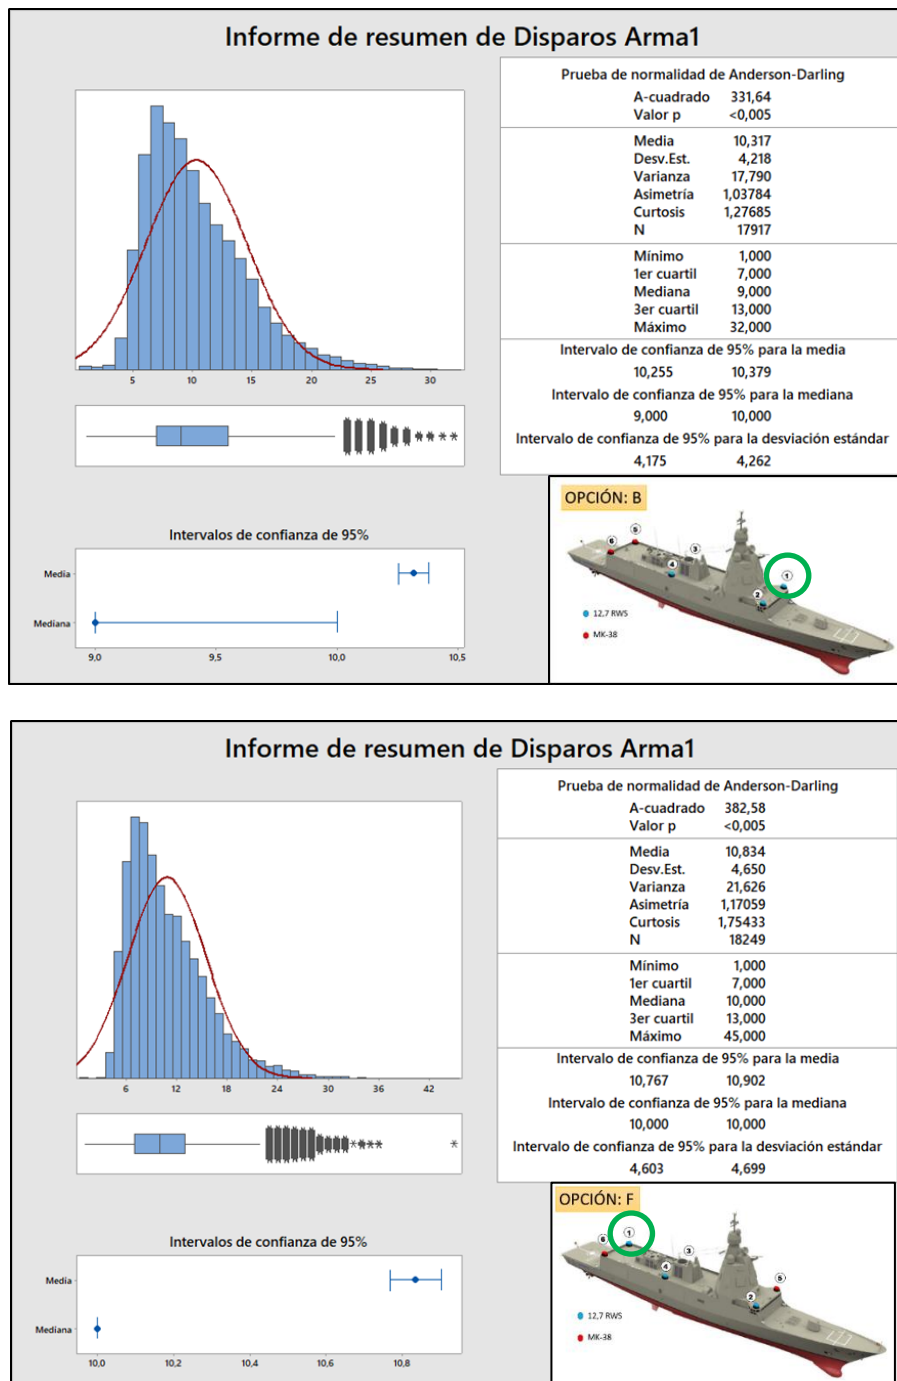 Informe de resumen de Disparos Arma1
Prueba de normalidad de Anderson-Darling
A-cuadrado 331,64
Valor p <0,005
Media 10,317
Desv.Est. 4,218
Varianza 17,790
Asimetría 1,03784
Curtosis 1,27685
N 17917
Mínimo 1,000
1er cuartil 7,000
Mediana 9,000
3er cuartil 13,000
Máximo 32,000
Intervalo de confianza de 95% para la media
10,255 10,379
Intervalo de confianza de 95% para la mediana
9,000 10,000
Intervalo de confianza de 95% para la desviación estándar
4,175 4,262
5 10 15 20 25 30
Intervalos de confianza de 95%
Media
Mediana
9,0 9,5 10,0 10,5
OPCIÓN: B
5
6
3
4
1
2
12,7 RWS
MK-38
Informe de resumen de Disparos Arma1
Prueba de normalidad de Anderson-Darling
A-cuadrado 382,58
Valor p <0,005
Media 10,834
Desv.Est. 4,650
Varianza 21,626
Asimetría 1,17059
Curtosis 1,75433
N 18249
Mínimo 1,000
1er cuartil 7,000
Mediana 10,000
3er cuartil 13,000
Máximo 45,000
Intervalo de confianza de 95% para la media
10,767 10,902
Intervalo de confianza de 95% para la mediana
10,000 10,000
Intervalo de confianza de 95% para la desviación estándar
4,603 4,699
6 12 18 24 30 36 42
Intervalos de confianza de 95%
Media
Mediana
10,0 10,2 10,4 10,6 10,8
OPCIÓN: F
1
6
3
4
5
2
12,7 RWS
MK-38